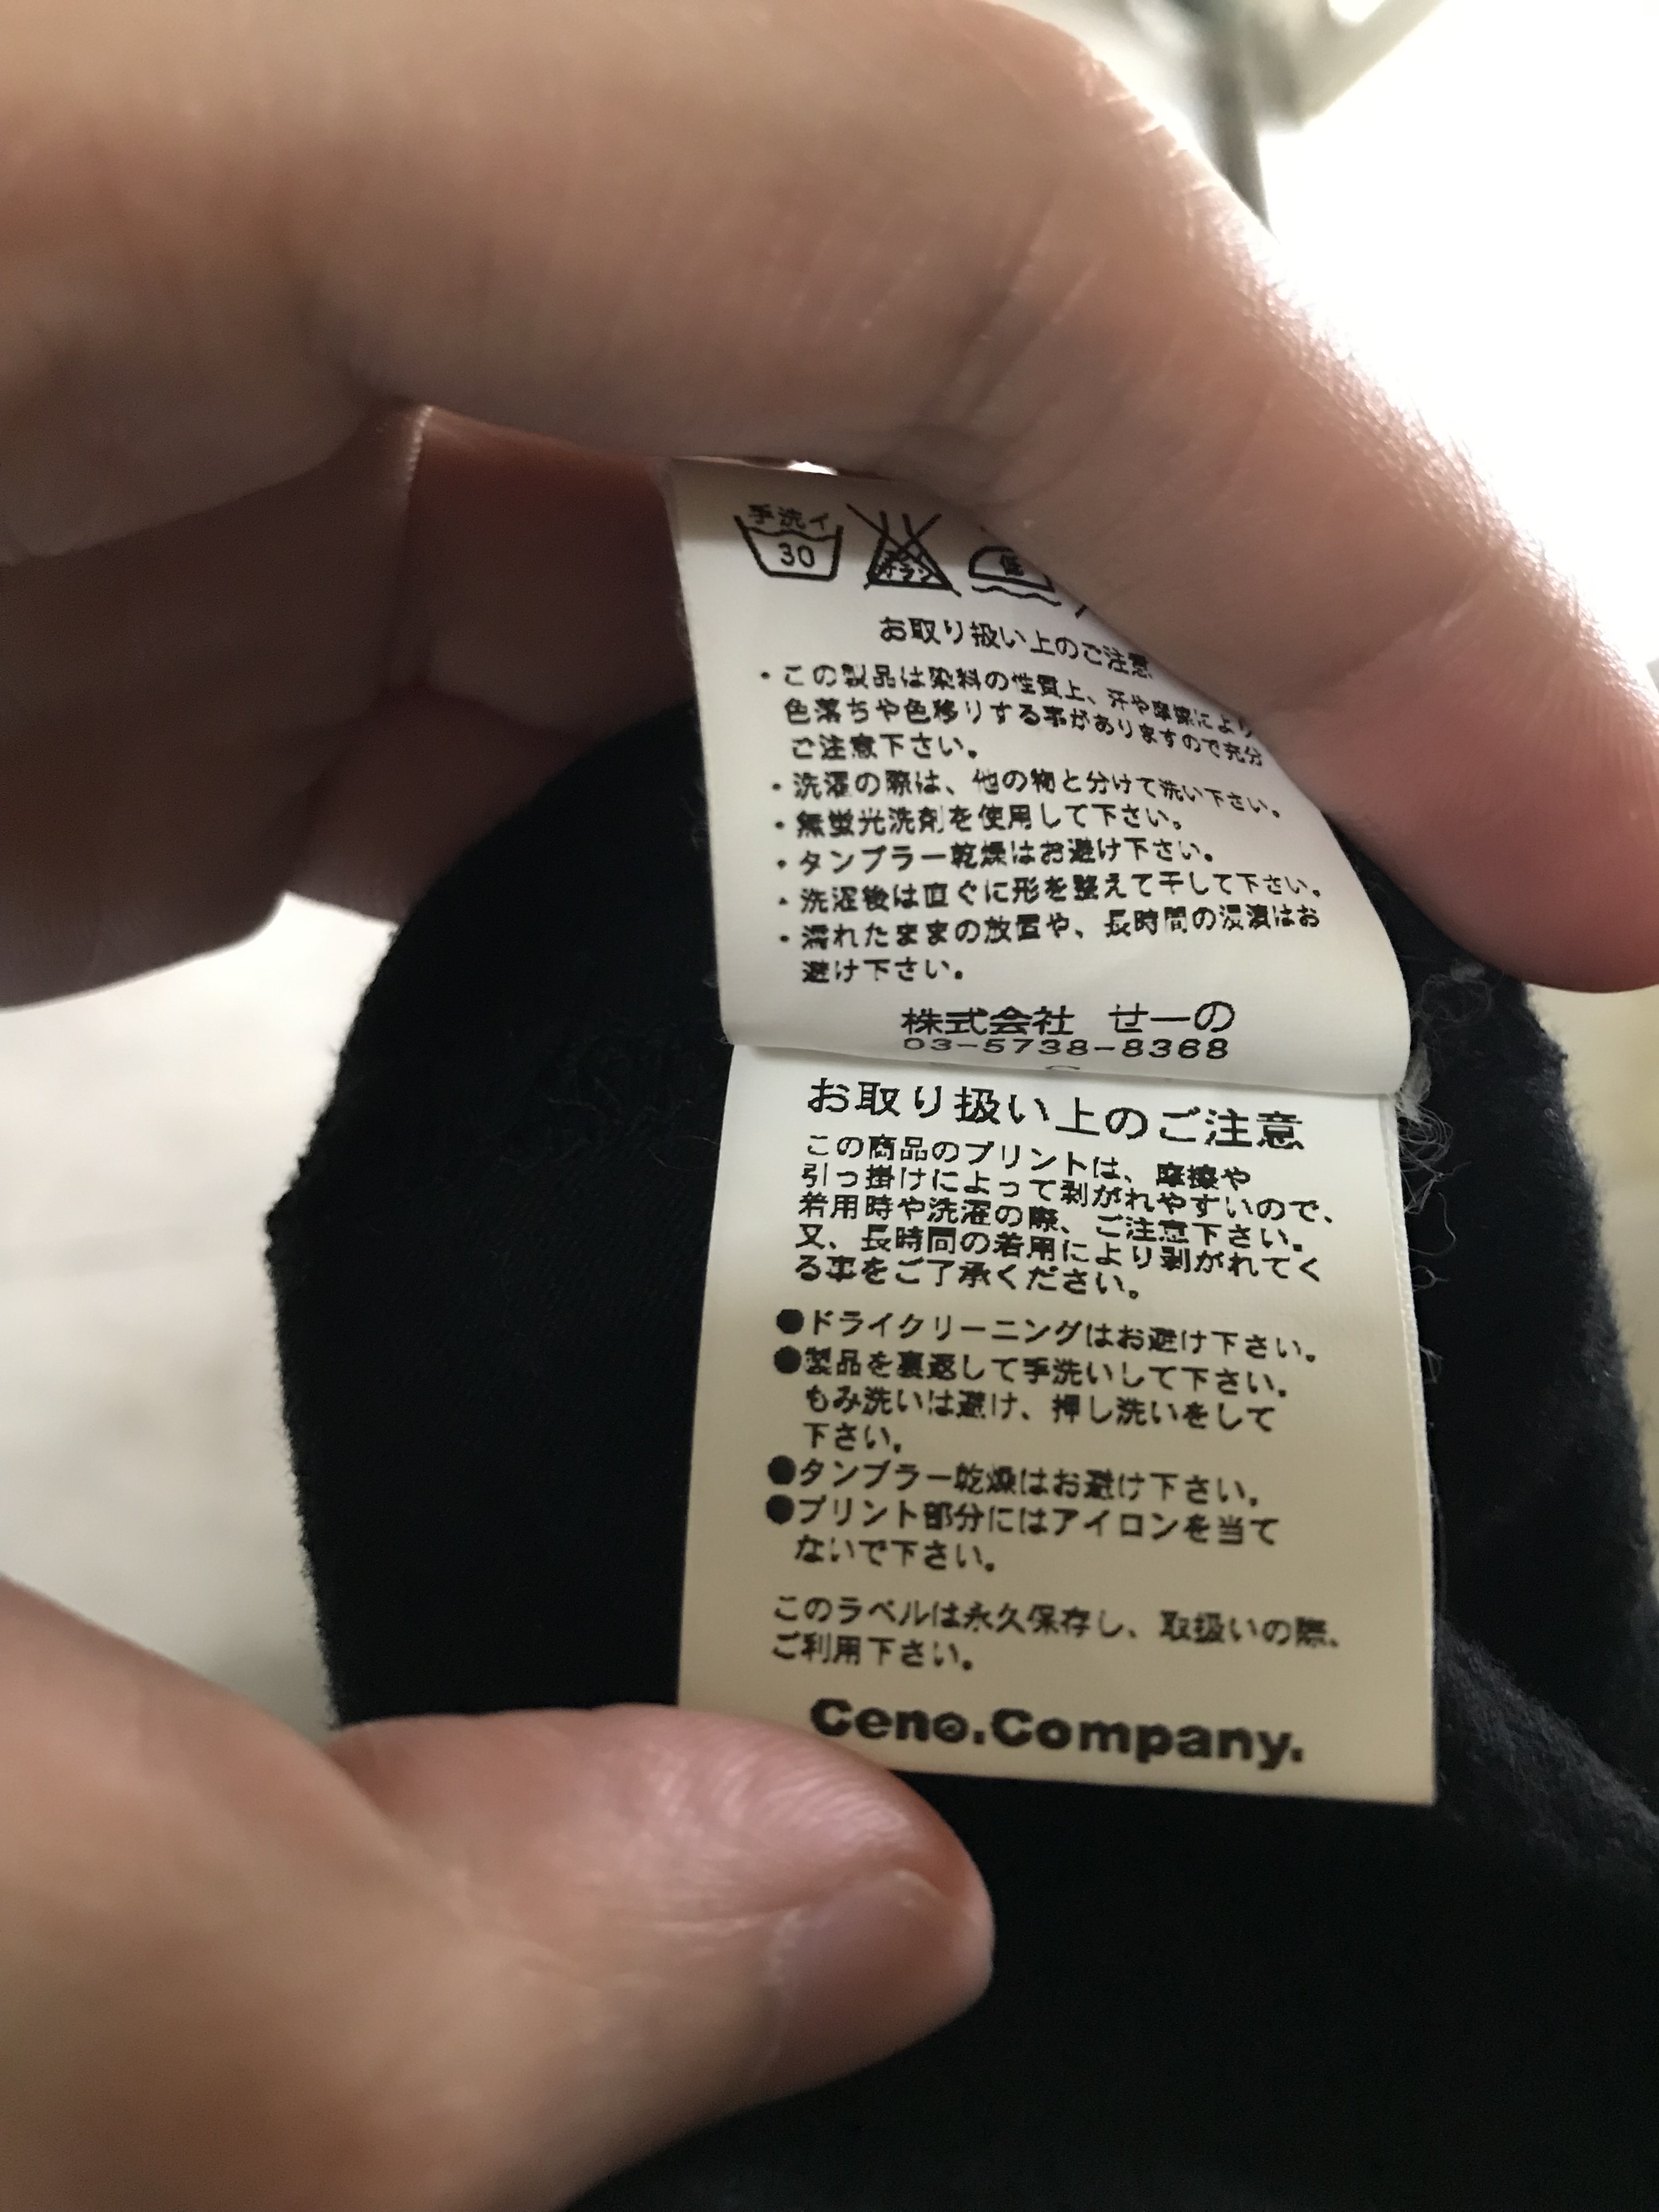 手洗イ
30
低
お取り扱い上のご注意
・この製品は染料の性質上、汗や摩擦により
色落ちや色移りする事がありますので充分
ご注意下さい。
・洗濯の際は、他の物と分けて洗い下さい。
・無蛍光洗剤を使用して下さい。
・タンブラー乾燥はお避け下さい。
・洗濯後は直ぐに形を整えて干して下さい。
・濡れたままの放置や、長時間の浸漬はお
避け下さい。
株式会社 せーの
03-5738-8368
お取り扱い上のご注意
この商品のプリントは、摩擦や
引っ掛けによって剥がれやすいので、
着用時や洗濯の際、ご注意下さい。
又、長時間の着用により剥がれてく
る事をご了承ください。
●ドライクリーニングはお避け下さい。
●製品を裏返して手洗いして下さい。
もみ洗いは避け、押し洗いをして
下さい。
●タンブラー乾燥はお避け下さい。
●プリント部分にはアイロンを当て
ないで下さい。
このラベルは永久保存し、取扱いの際、
ご利用下さい。
Ceno.Company.